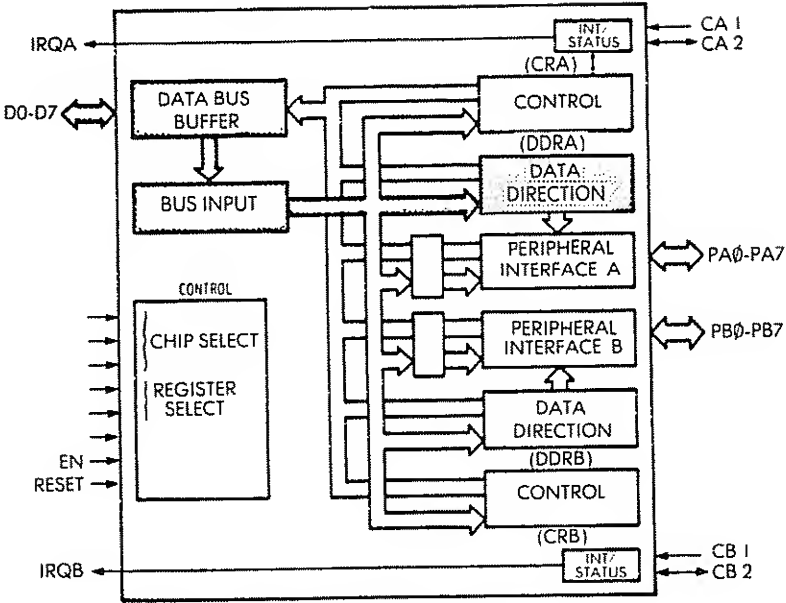 IRQA
INT/
STATUS
CA 1
CA 2
(CRA)
D0-D7
DATA BUS
BUFFER
CONTROL
(DDRA)
BUS INPUT
DATA
DIRECTION
PERIPHERAL
INTERFACE A
PAØ-PA7
CONTROL
CHIP SELECT
PERIPHERAL
INTERFACE B
PBØ-PB7
REGISTER
SELECT
DATA
DIRECTION
EN
(DDRB)
RESET
CONTROL
(CRB)
IRQB
INT/
STATUS
CB 1
CB 2